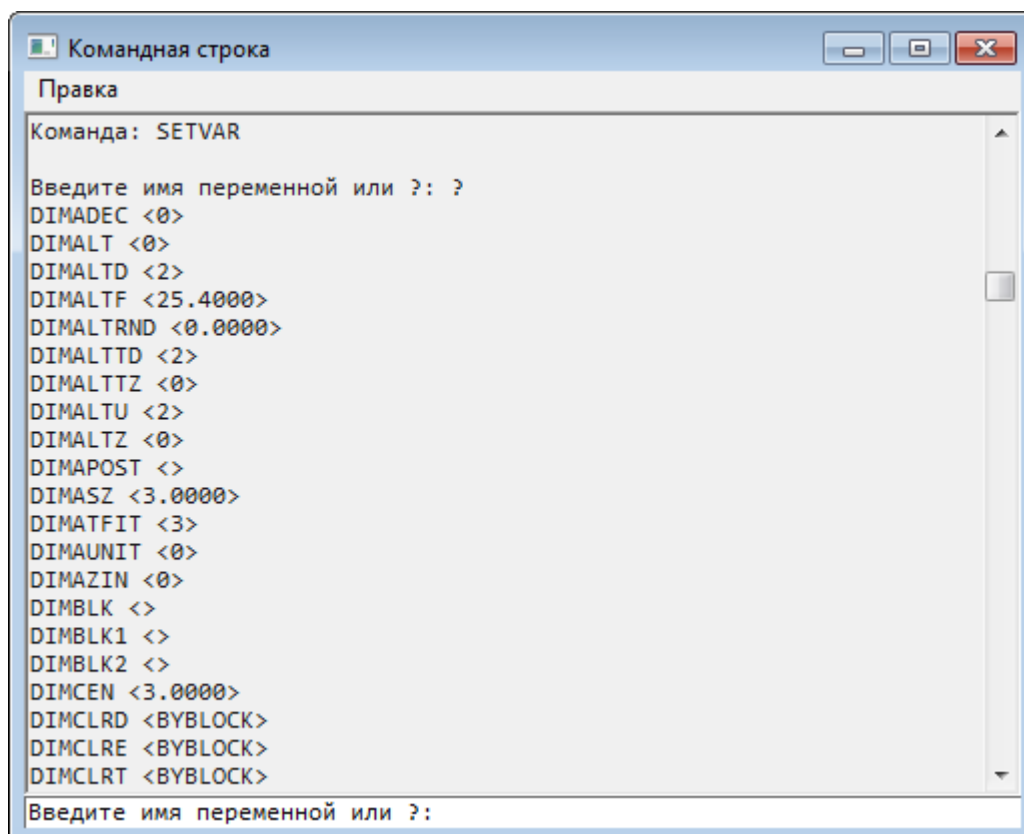 Командная строка
Правка
Команда: SETVAR
Введите имя переменной или ?: ?
DIMADEC <0>
DIMALT <0>
DIMALTD <2>
DIMALTF <25.4000>
DIMALTRND <0.0000>
DIMALTTD <2>
DIMALTTZ <0>
DIMALTU <2>
DIMALTZ <0>
DIMAPOST <>
DIMASZ <3.0000>
DIMATFIT <3>
DIMAUNIT <0>
DIMAZIN <0>
DIMBLK <>
DIMBLK1 <>
DIMBLK2 <>
DIMCEN <3.0000>
DIMCLRD <BYBLOCK>
DIMCLRE <BYBLOCK>
DIMCLRT <BYBLOCK>
Введите имя переменной или ?: